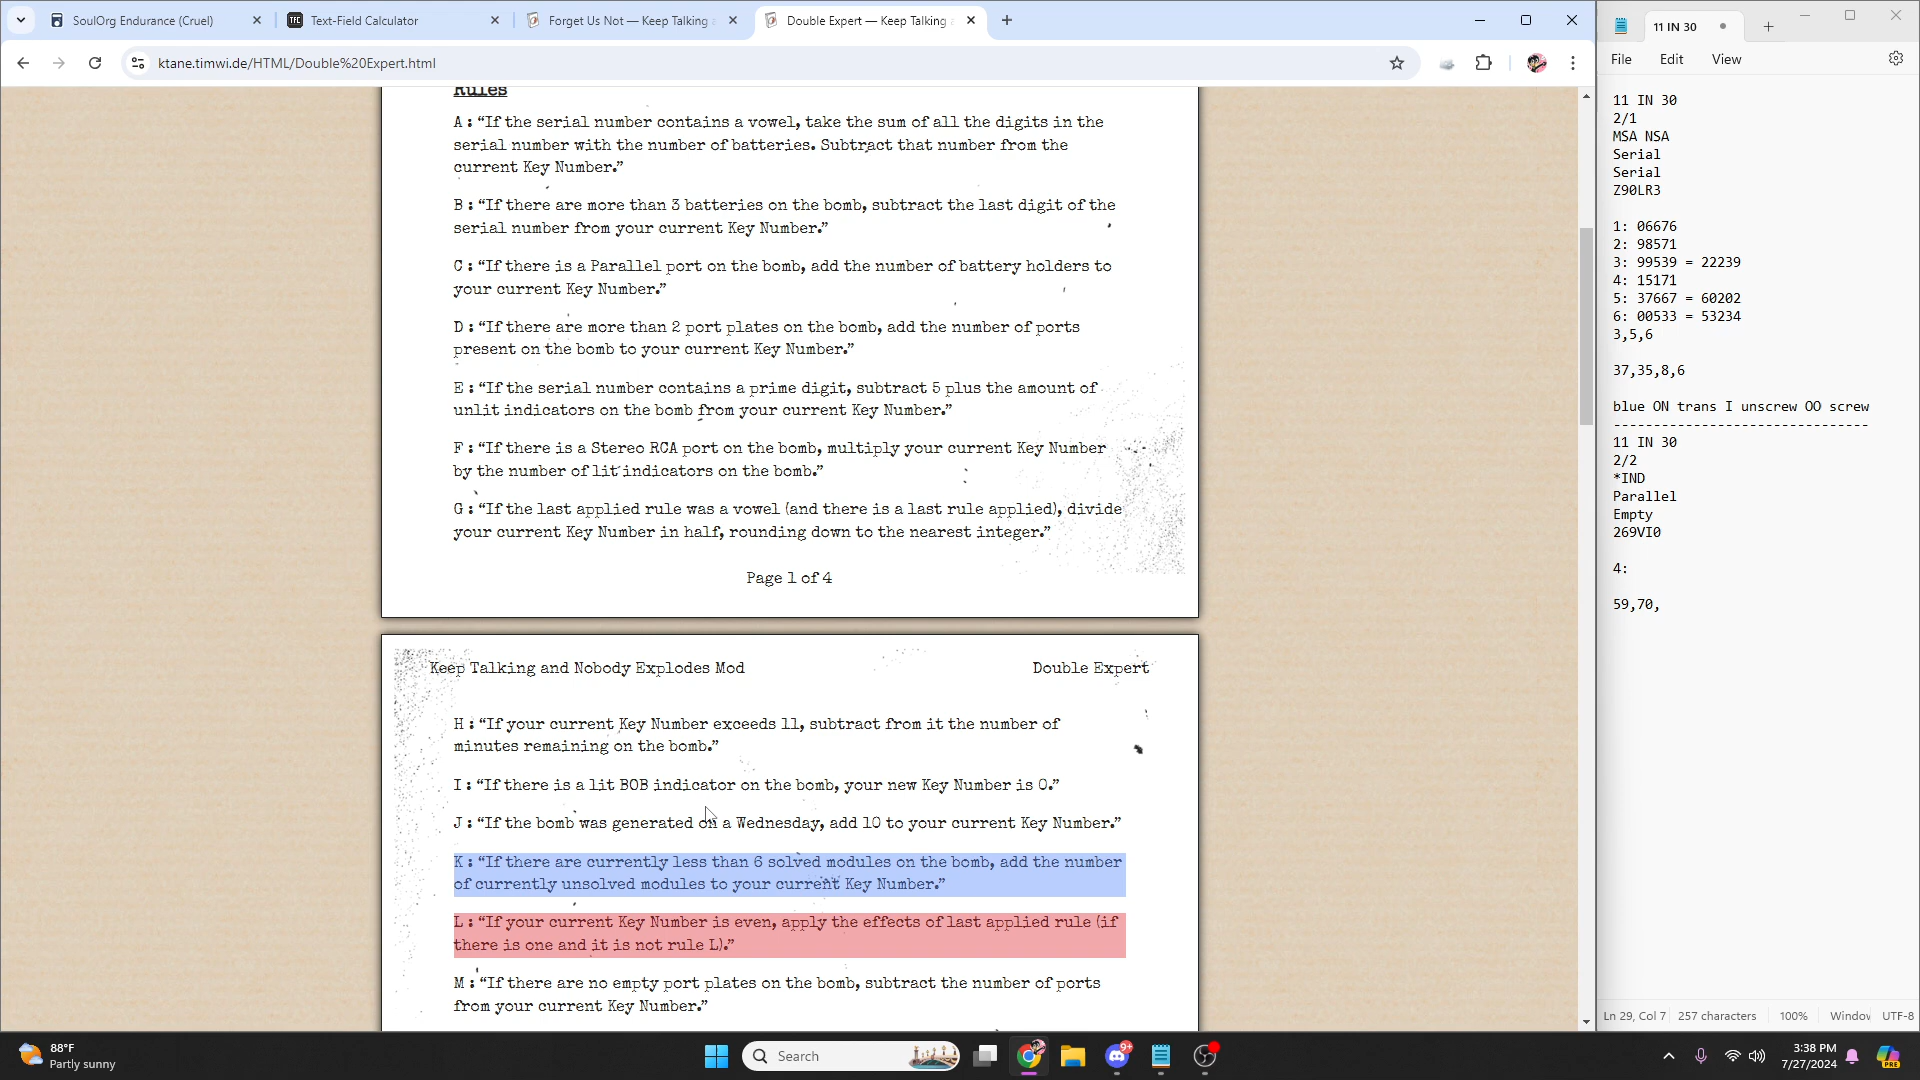 SoulOrg Endurance (Cruel)
TFC Text-Field Calculator
Forget Us Not — Keep Talking a
Double Expert — Keep Talking a
ktane.timwi.de/HTML/Double%20Expert.html
Rules
A : “If the serial number contains a vowel, take the sum of all the digits in the
serial number with the number of batteries. Subtract that number from the
current Key Number.”
B : “If there are more than 3 batteries on the bomb, subtract the last digit of the
serial number from your current Key Number.”
C : “If there is a Parallel port on the bomb, add the number of battery holders to
your current Key Number.”
D : “If there are more than 2 port plates on the bomb, add the number of ports
present on the bomb to your current Key Number.”
E : “If the serial number contains a prime digit, subtract 5 plus the amount of
unlit indicators on the bomb from your current Key Number.”
F : “If there is a Stereo RCA port on the bomb, multiply your current Key Number
by the number of lit indicators on the bomb.”
G : “If the last applied rule was a vowel (and there is a last rule applied), divide
your current Key Number in half, rounding down to the nearest integer.”
Page 1 of 4
Keep Talking and Nobody Explodes Mod
Double Expert
H : “If your current Key Number exceeds 11, subtract from it the number of
minutes remaining on the bomb.”
I : “If there is a lit BOB indicator on the bomb, your new Key Number is 0.”
J : “If the bomb was generated on a Wednesday, add 10 to your current Key Number.”
K : “If there are currently less than 6 solved modules on the bomb, add the number
of currently unsolved modules to your current Key Number.”
L : “If your current Key Number is even, apply the effects of last applied rule (if
there is one and it is not rule L).”
M : “If there are no empty port plates on the bomb, subtract the number of ports
from your current Key Number.”
11 IN 30
File Edit View
11 IN 30
2/1
MSA NSA
Serial
Serial
Z90LR3
1: 06676
2: 98571
3: 99539 = 22239
4: 15171
5: 37667 = 60202
6: 00533 = 53234
3,5,6
37,35,8,6
blue ON trans I unscrew OO screw
------------------------------
11 IN 30
2/2
*IND
Parallel
Empty
269VI0
4:
59,70,
Ln 29, Col 7 257 characters 100% Window UTF-8
88°F
Partly sunny
Search
9+
3:38 PM
7/27/2024
PRE